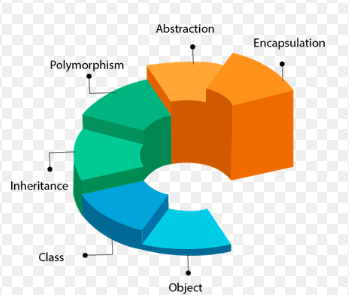 Abstraction
Encapsulation
Polymorphism
Inheritance
Class
Object